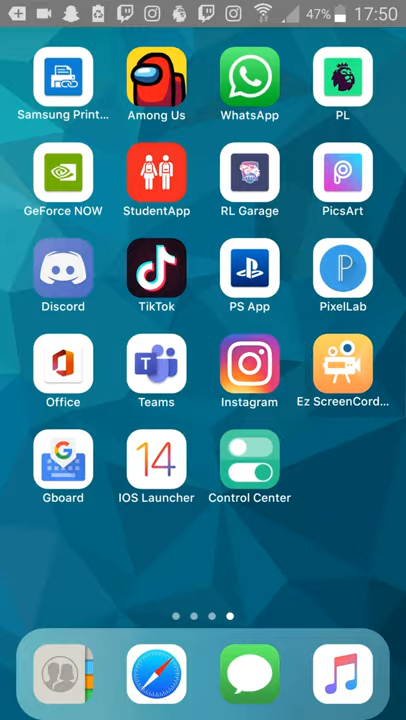 47% 17:50
Samsung Print... Among Us WhatsApp PL
GeForce NOW StudentApp RL Garage PicsArt
Discord TikTok PS App PixelLab
Office Teams Instagram Ez ScreenCord...
14
Gboard IOS Launcher Control Center